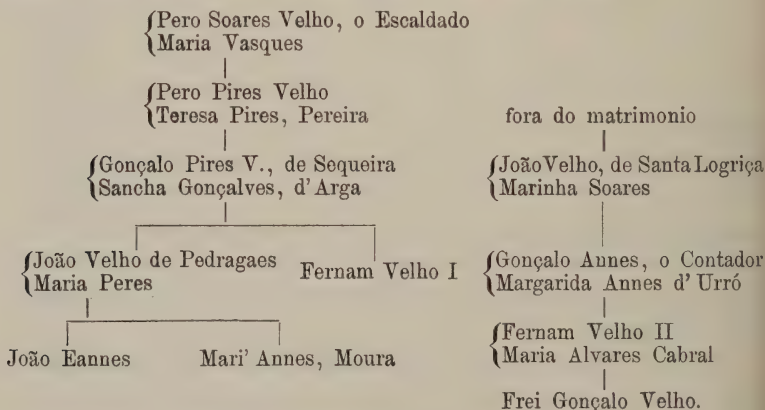 Pero Soares Velho, o Escaldado
Maria Vasques
Pero Pires Velho
Teresa Pires, Pereira
Gonçalo Pires V., de Sequeira
Sancha Gonçalves, d'Arga
João Velho de Pedragaes
Maria Peres
Fernam Velho I
João Eannes
Mari' Annes, Moura
fora do matrimonio
João Velho, de Santa Logriça
Marinha Soares
Gonçalo Annes, o Contador
Margarida Annes d' Urró
Fernam Velho II
Maria Alvares Cabral
Frei Gonçalo Velho.